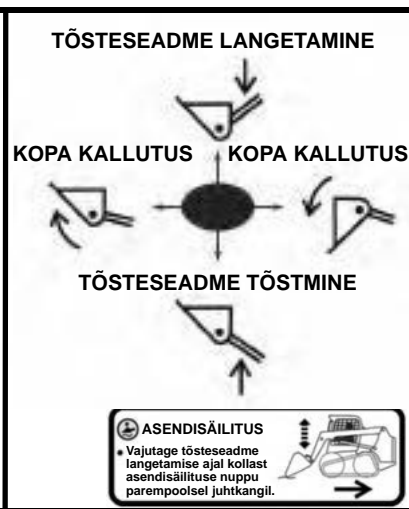 TÕSTESEADME LANGETAMINE
KOPA KALLUTUS KOPA KALLUTUS
TÕSTESEADME TÕSTMINE
ASENDISÄILITUS
• Vajutage tõsteseadme
langetamise ajal kollast
asendisäilituse nuppu
parempoolsel juhtkangil.